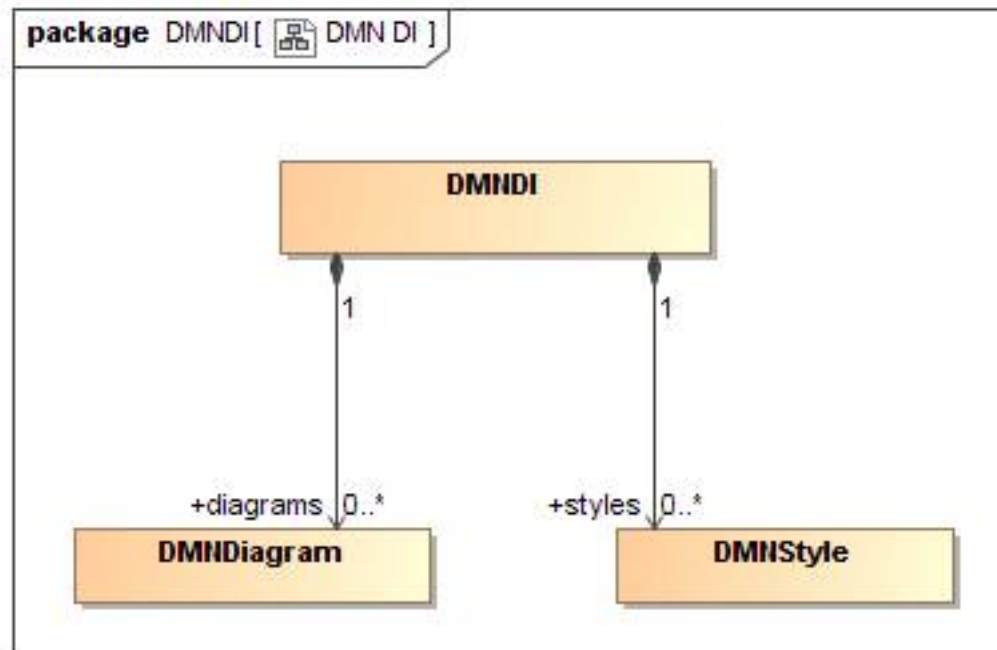 package DMNDI [ DMN DI ]
DMNDI
1
1
+diagrams 0..*
+styles 0..*
DMNDiagram
DMNStyle